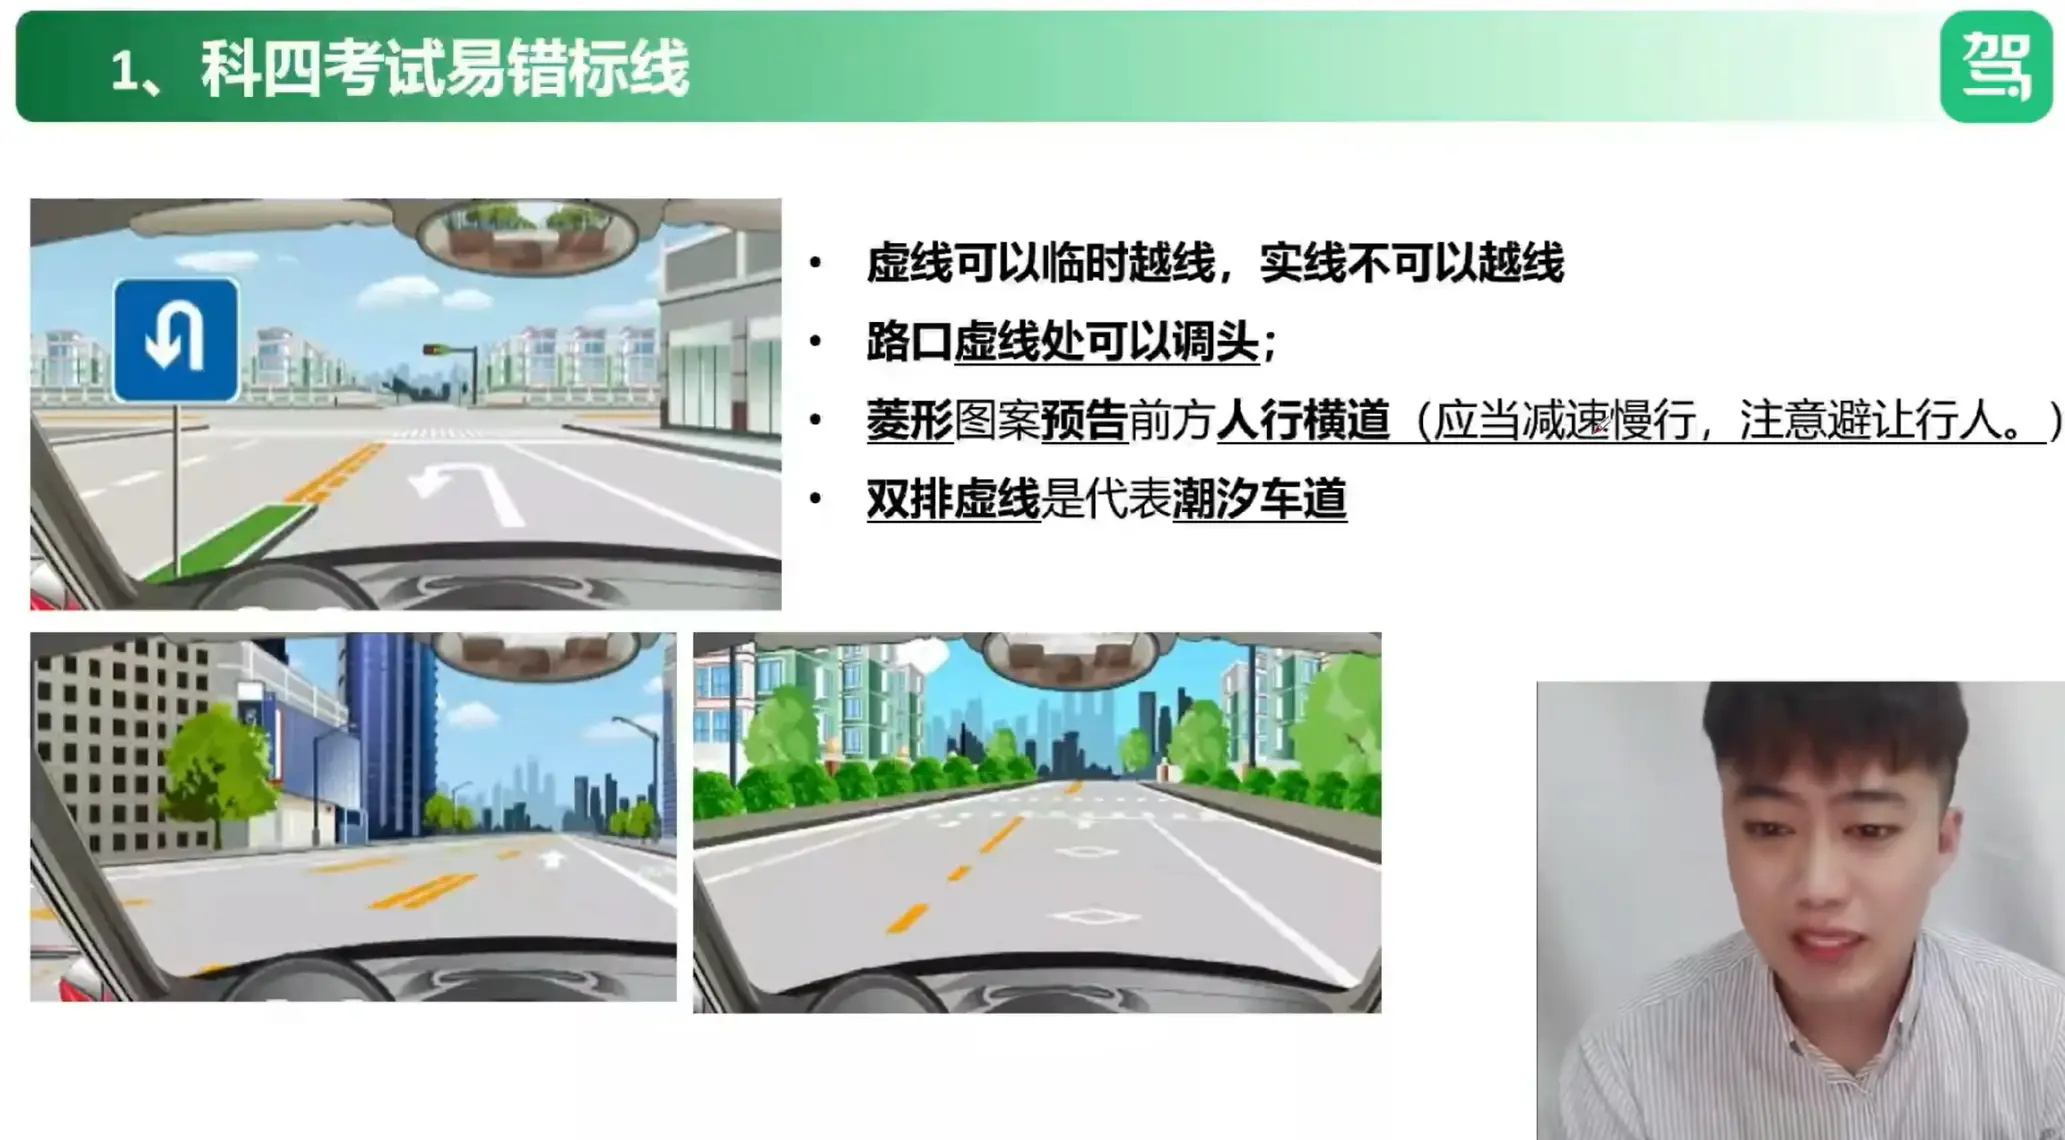 1、科四考试易错标线
驾
• 虚线可以临时越线，实线不可以越线
• 路口虚线处可以调头；
• 菱形图案预告前方人行横道（应当减速慢行，注意避让行人。）
• 双排虚线是代表潮汐车道